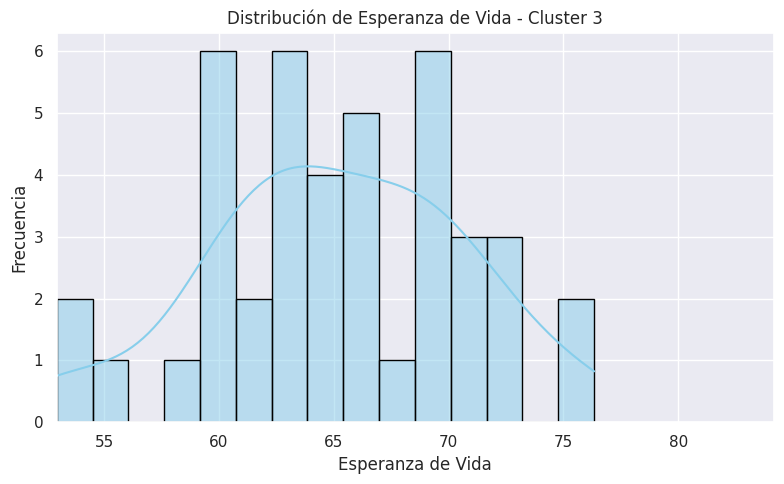 Distribución de Esperanza de Vida - Cluster 3
6
5
4
3
2
1
0
Frecuencia
55 60 65 70 75 80
Esperanza de Vida